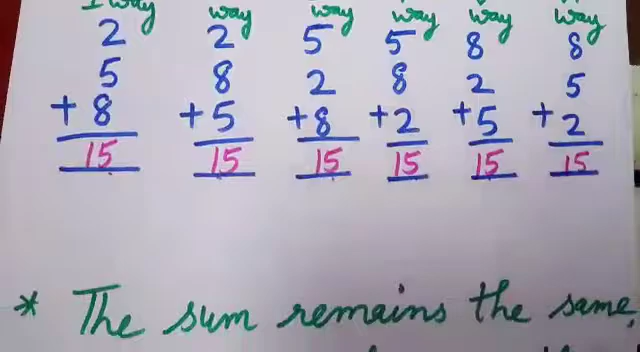 I way way way way way way
2 2 5 5 8 8
5 8 2 8 2 5
+8 +5 +8 +2 +5 +2
15 15 15 15 15 15
* The sum remains the same,